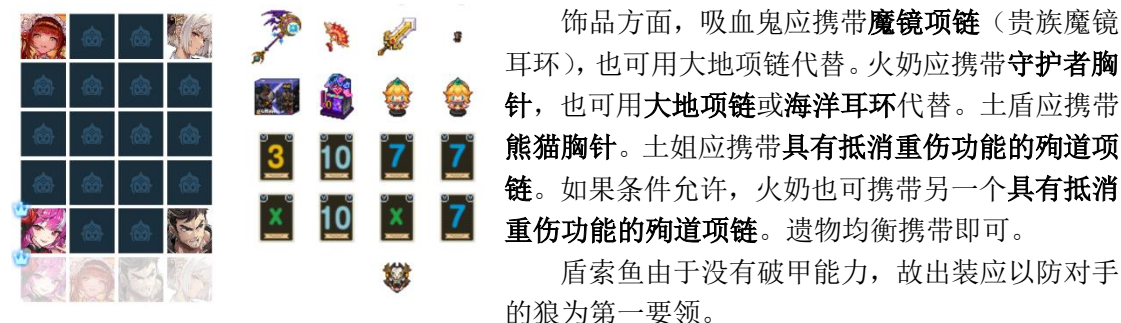 3 10 7 7
X 10 X 7
饰品方面，吸血鬼应携带魔镜项链（贵族魔镜
耳环），也可用大地项链代替。火奶应携带守护者胸
针，也可用大地项链或海洋耳环代替。土盾应携带
熊猫胸针。土姐应携带具有抵消重伤功能的殉道项
链。如果条件允许，火奶也可携带另一个具有抵消
重伤功能的殉道项链。遗物均衡携带即可。
盾索鱼由于没有破甲能力，故出装应以防对手
的狼为第一要领。